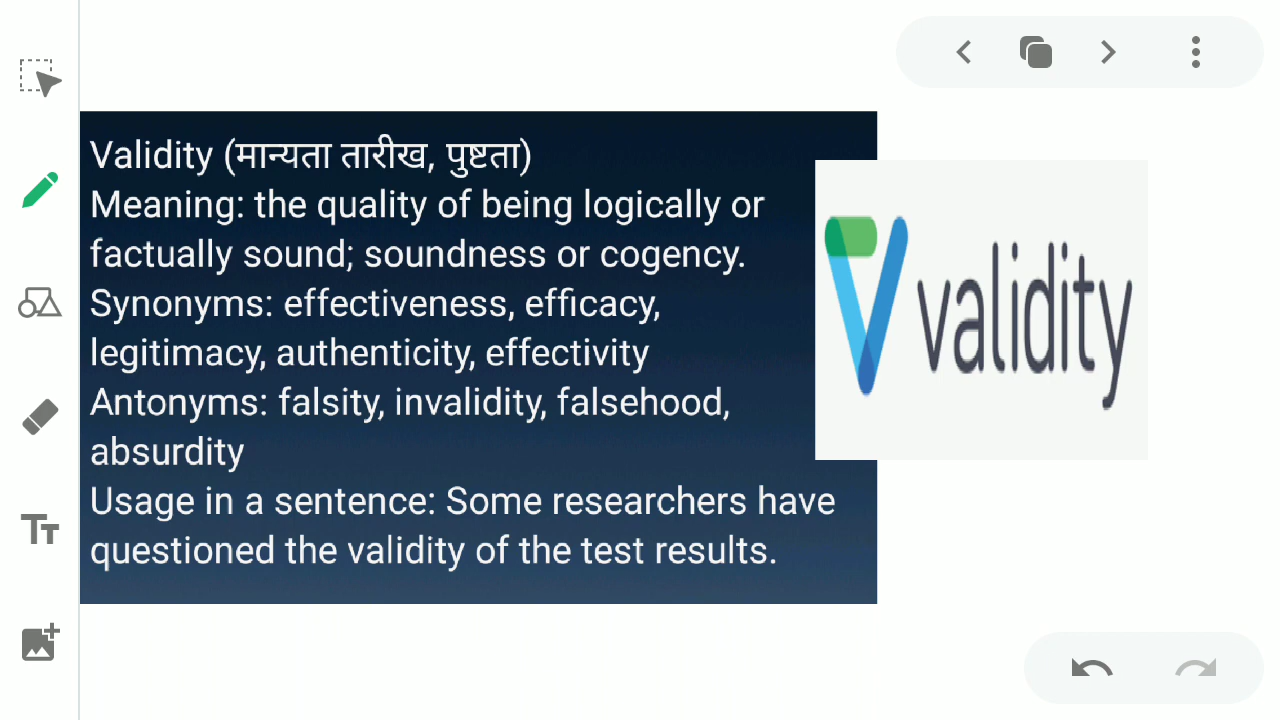 Validity (मान्यता तारीख, पुष्टता)
Meaning: the quality of being logically or
factually sound; soundness or cogency.
Synonyms: effectiveness, efficacy,
legitimacy, authenticity, effectivity
Antonyms: falsity, invalidity, falsehood,
absurdity
Usage in a sentence: Some researchers have
questioned the validity of the test results.
validity
TT